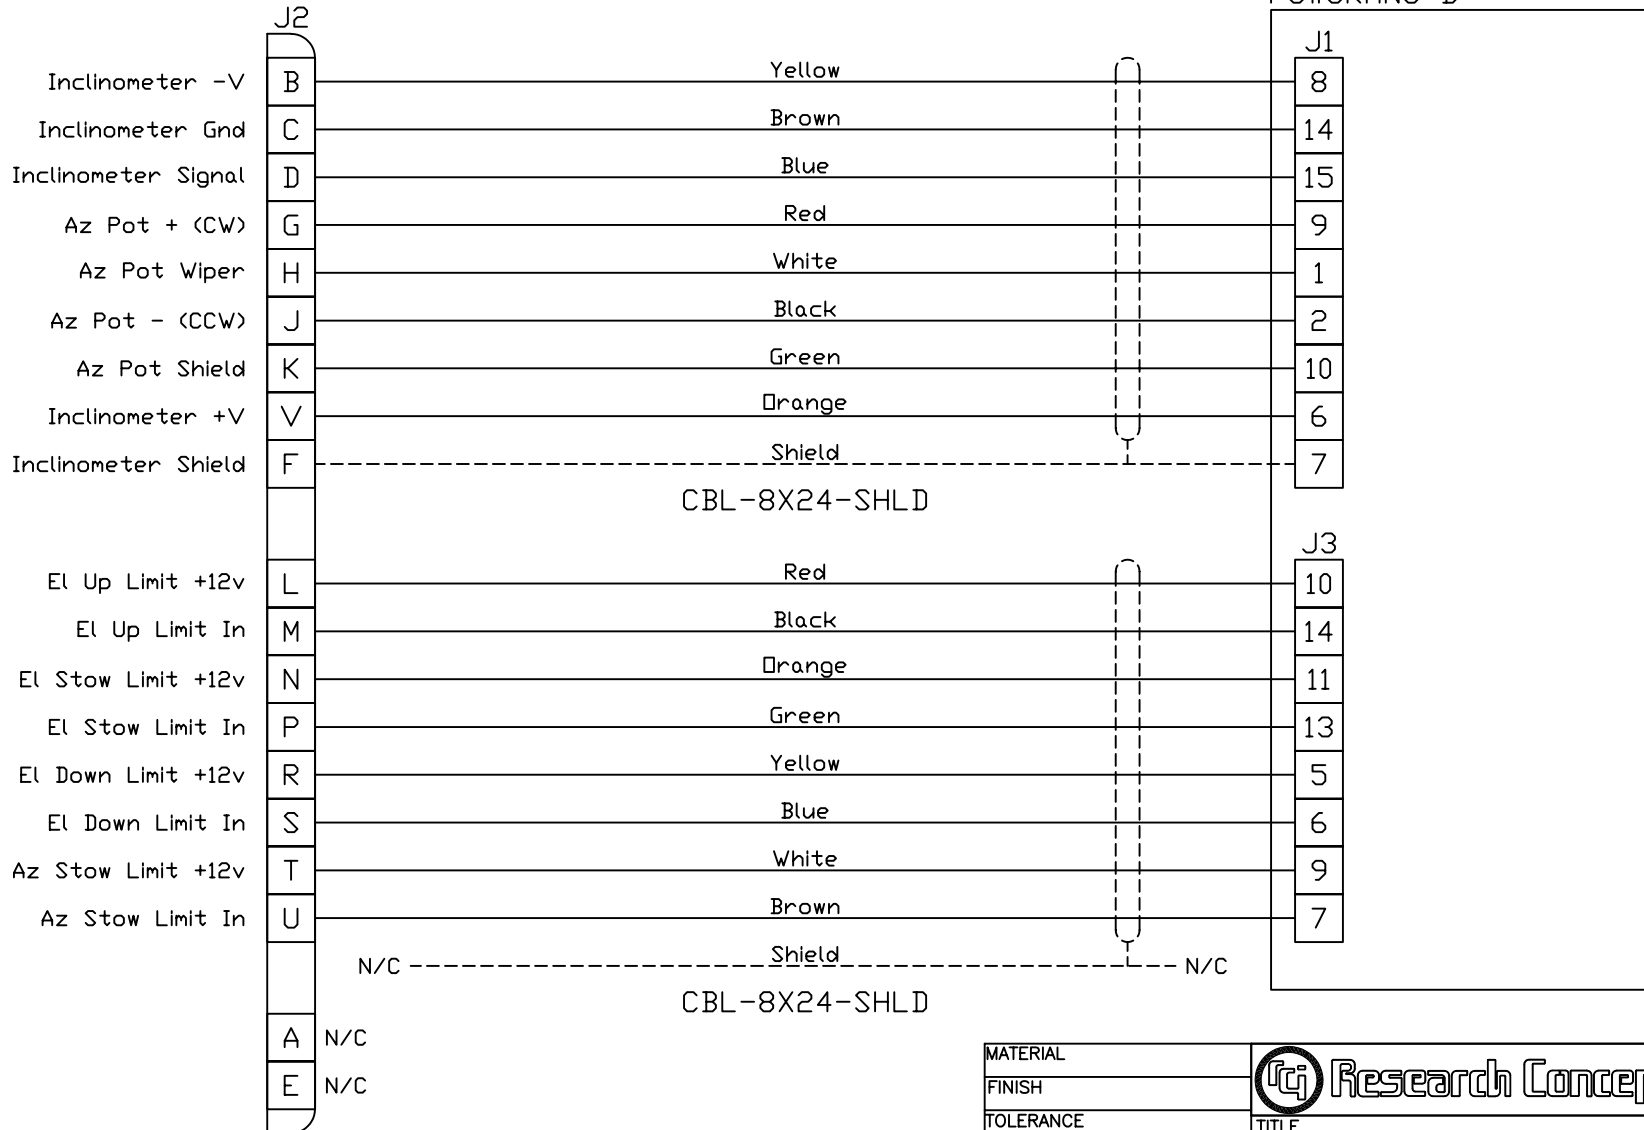 J2
J1
Inclinometer -V B Yellow 8
Inclinometer Gnd C Brown 14
Inclinometer Signal D Blue 15
Az Pot + (CW) G Red 9
Az Pot Wiper H White 1
Az Pot - (CCW) J Black 2
Az Pot Shield K Green 10
Inclinometer +V V Orange 6
Inclinometer Shield F Shield 7
CBL-8X24-SHLD
J3
El Up Limit +12v L Red 10
El Up Limit In M Black 14
El Stow Limit +12v N Orange 11
El Stow Limit In P Green 13
El Down Limit +12v R Yellow 5
El Down Limit In S Blue 6
Az Stow Limit +12v T White 9
Az Stow Limit In U Brown 7
N/C Shield N/C
CBL-8X24-SHLD
A N/C
E N/C
MATERIAL
FINISH
TOLERANCE
rci Research
TITLE